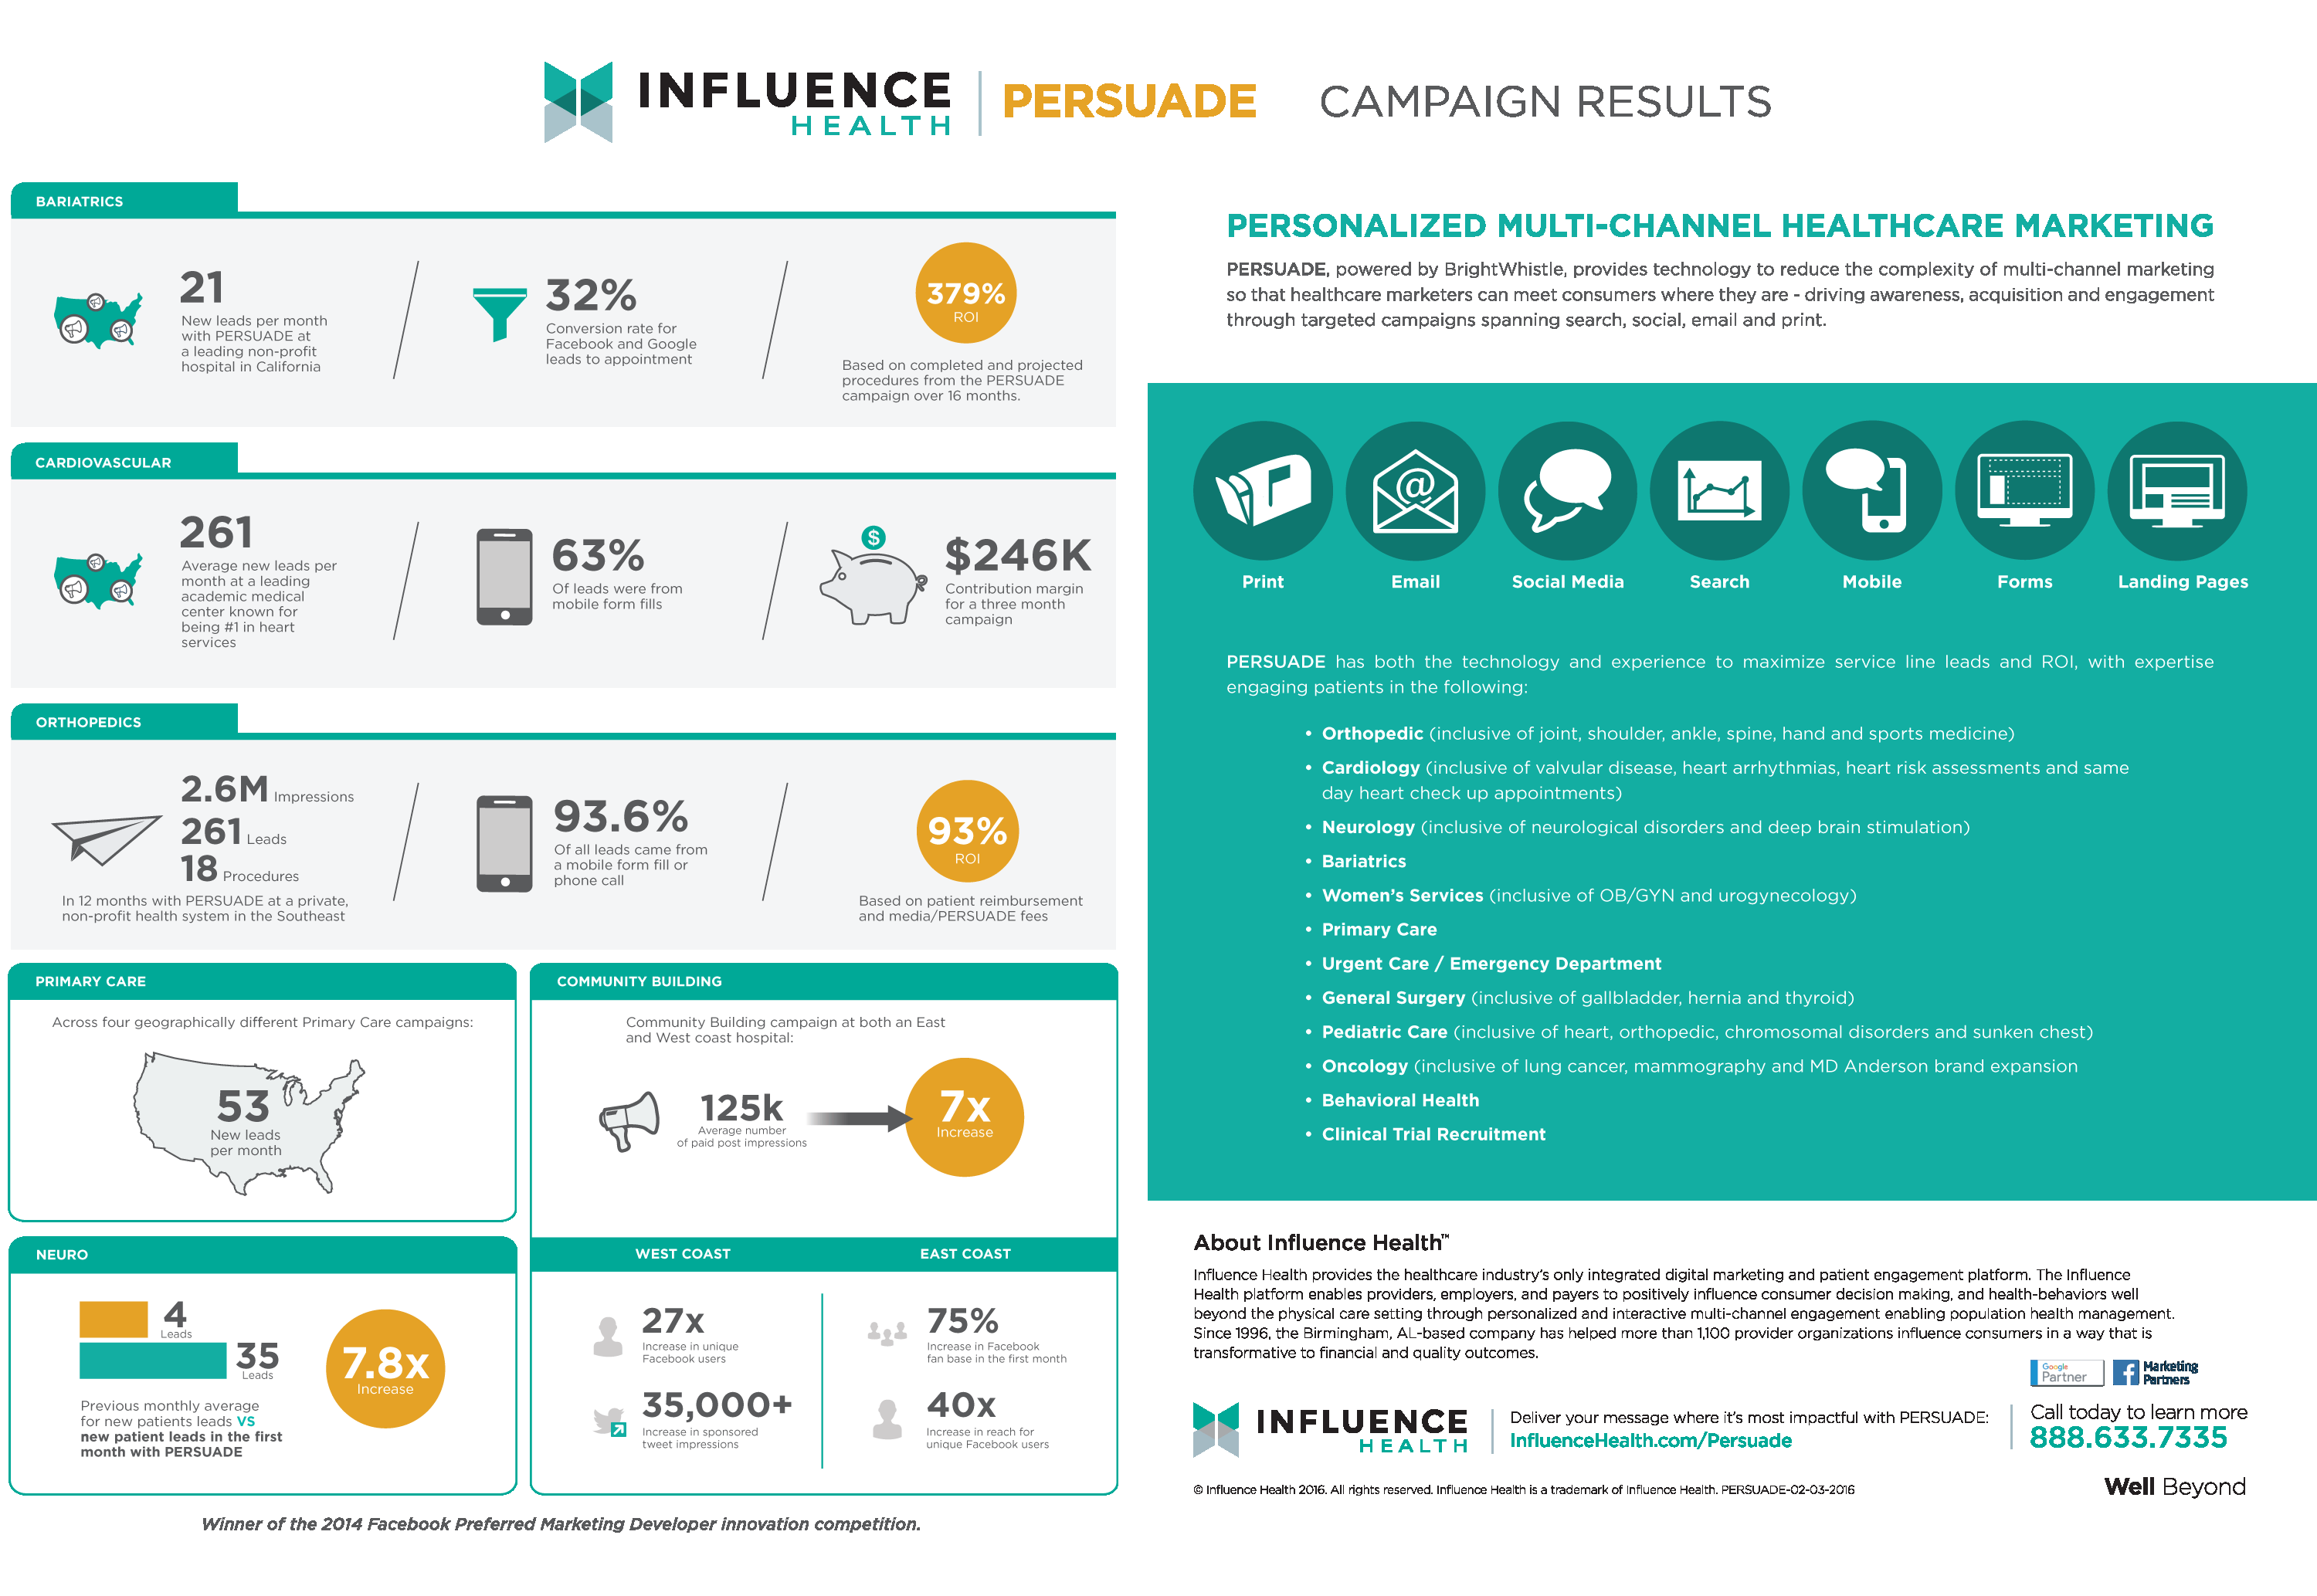 INFLUENCE
HEALTH
PERSUADE
CAMPAIGN RESULTS
BARIATRICS
21
New leads per month
with PERSUADE at
a leading non-profit
hospital in California
32%
Conversion rate for
Facebook and Google
leads to appointment
379%
ROI
Based on completed and projected
procedures from the PERSUADE
campaign over 16 months.
CARDIOVASCULAR
261
Average new leads per
month at a leading
academic medical
center known for
being #1 in heart
services
63%
Of leads were from
mobile form fills
$
$246K
Contribution margin
for a three month
campaign
ORTHOPEDICS
2.6M Impressions
261 Leads
18 Procedures
In 12 months with PERSUADE at a private,
non-profit health system in the Southeast
93.6%
Of all leads came from
a mobile form fill or
phone call
93%
ROI
Based on patient reimbursement
and media/PERSUADE fees
PRIMARY CARE
Across four geographically different Primary Care campaigns:
53
New leads
per month
NEURO
4
Leads
35
Leads
7.8x
Increase
Previous monthly average
for new patients leads VS
new patient leads in the first
month with PERSUADE
COMMUNITY BUILDING
Community Building campaign at both an East
and West coast hospital:
125k
Average number
of paid post impressions
7x
Increase
WEST COAST
27x
Increase in unique
Facebook users
35,000+
Increase in sponsored
tweet impressions
EAST COAST
75%
Increase in Facebook
fan base in the first month
40x
Increase in reach for
unique Facebook users
Winner of the 2014 Facebook Preferred Marketing Developer innovation competition.
PERSONALIZED MULTI-CHANNEL HEALTHCARE MARKETING
PERSUADE, powered by BrightWhistle, provides technology to reduce the complexity of multi-channel marketing
so that healthcare marketers can meet consumers where they are - driving awareness, acquisition and engagement
through targeted campaigns spanning search, social, email and print.
@
Print
Email
Social Media
Search
Mobile
Forms
Landing Pages
PERSUADE has both the technology and experience to maximize service line leads and ROI, with expertise
engaging patients in the following:
• Orthopedic (inclusive of joint, shoulder, ankle, spine, hand and sports medicine)
• Cardiology (inclusive of valvular disease, heart arrhythmias, heart risk assessments and same
day heart check up appointments)
• Neurology (inclusive of neurological disorders and deep brain stimulation)
• Bariatrics
• Women's Services (inclusive of OB/GYN and urogynecology)
• Primary Care
• Urgent Care / Emergency Department
• General Surgery (inclusive of gallbladder, hernia and thyroid)
• Pediatric Care (inclusive of heart, orthopedic, chromosomal disorders and sunken chest)
• Oncology (inclusive of lung cancer, mammography and MD Anderson brand expansion
• Behavioral Health
• Clinical Trial Recruitment
About Influence Health™
Influence Health provides the healthcare industry's only integrated digital marketing and patient engagement platform. The Influence
Health platform enables providers, employers, and payers to positively influence consumer decision making, and health-behaviors well
beyond the physical care setting through personalized and interactive multi-channel engagement enabling population health management.
Since 1996, the Birmingham, AL-based company has helped more than 1,100 provider organizations influence consumers in a way that is
transformative to financial and quality outcomes.
Google
Partner
f
Marketing
Partners
INFLUENCE
HEALTH
Deliver your message where it's most impactful with PERSUADE:
InfluenceHealth.com/Persuade
Call today to learn more
888.633.7335
© Influence Health 2016. All rights reserved. Influence Health is a trademark of Influence Health. PERSUADE-02-03-2016
Well Beyond